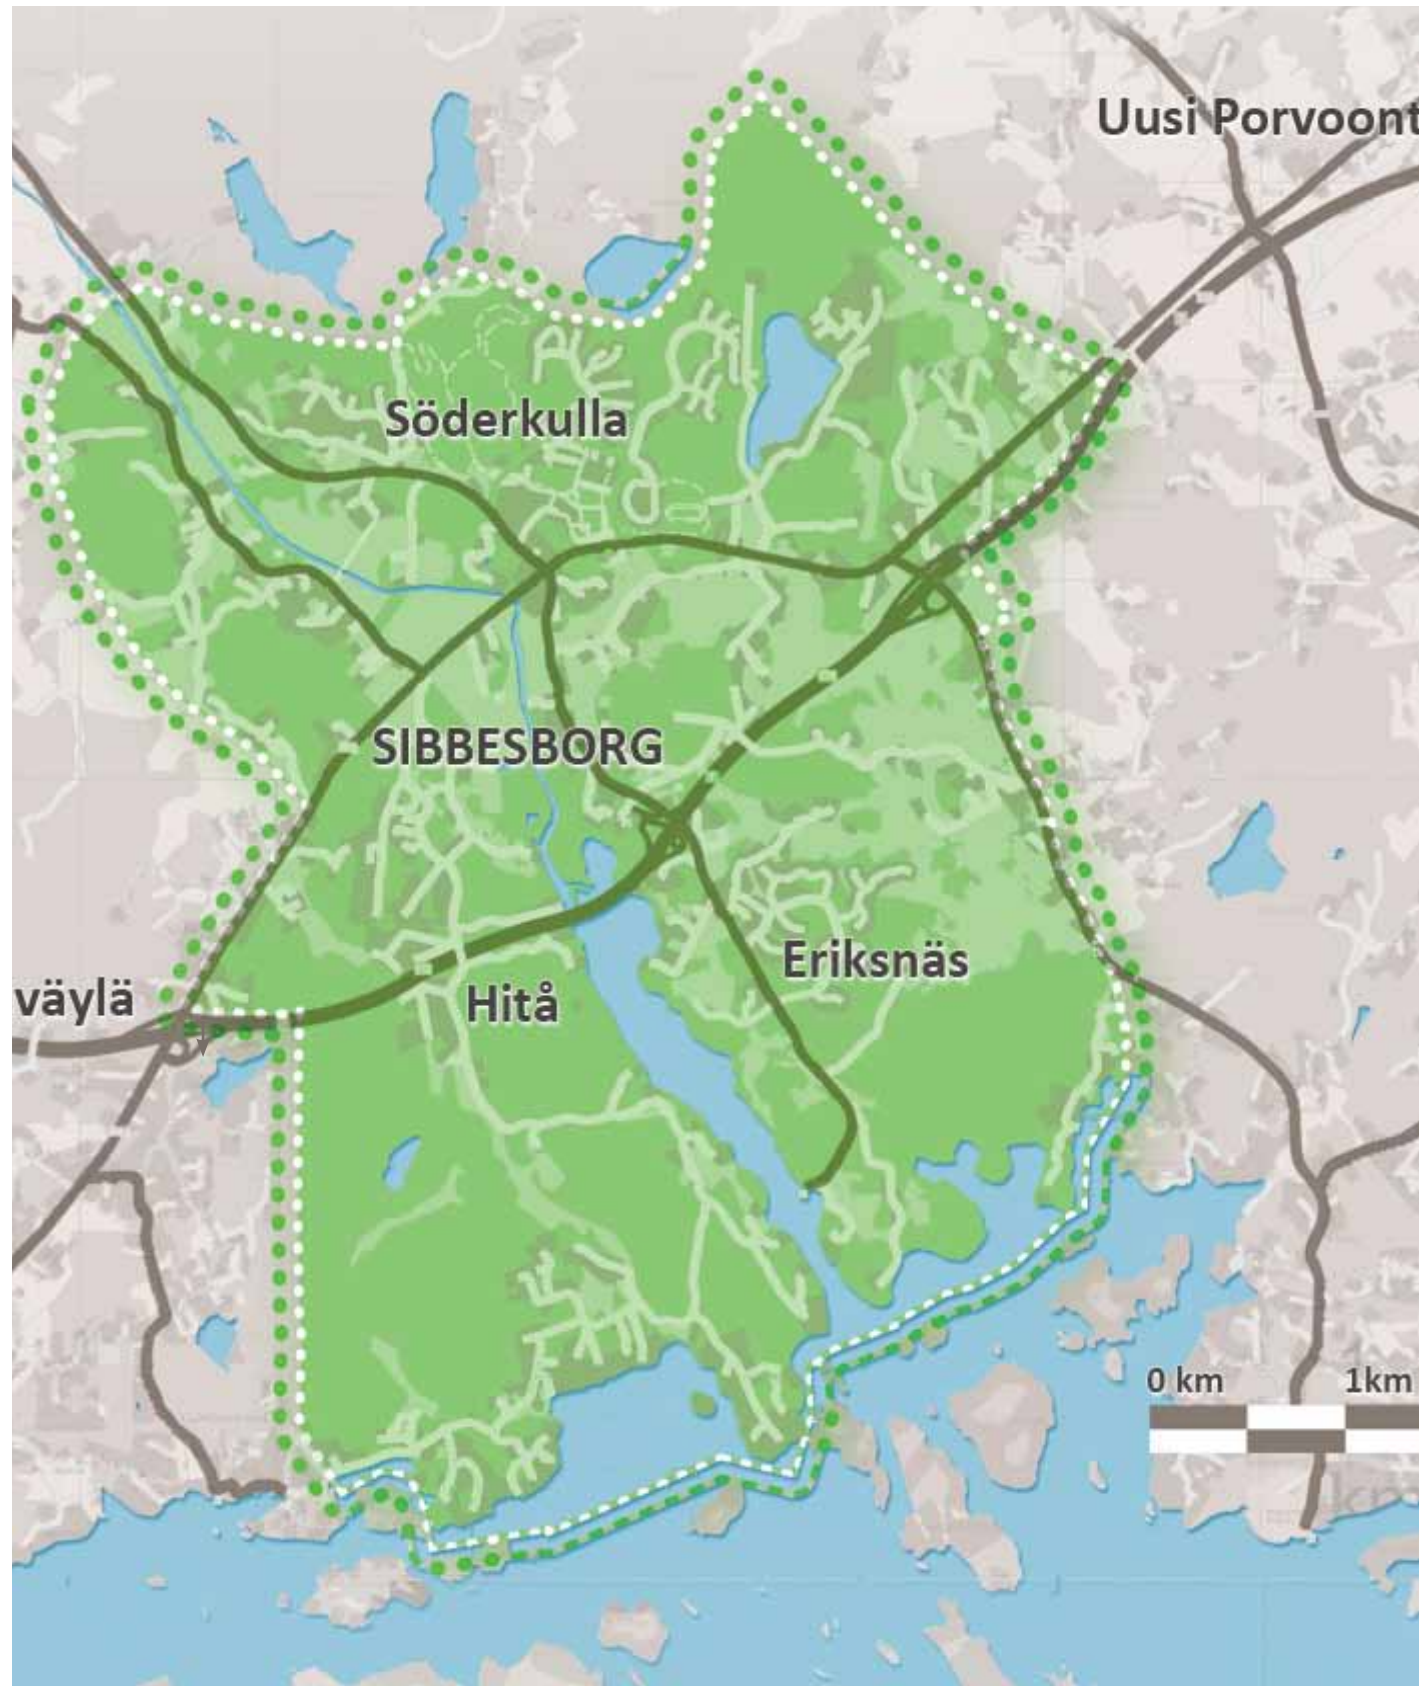 Uusi Porvoont
Söderkulla
SIBBESBORG
Eriksnäs
väylä
Hitå
0 km 1km